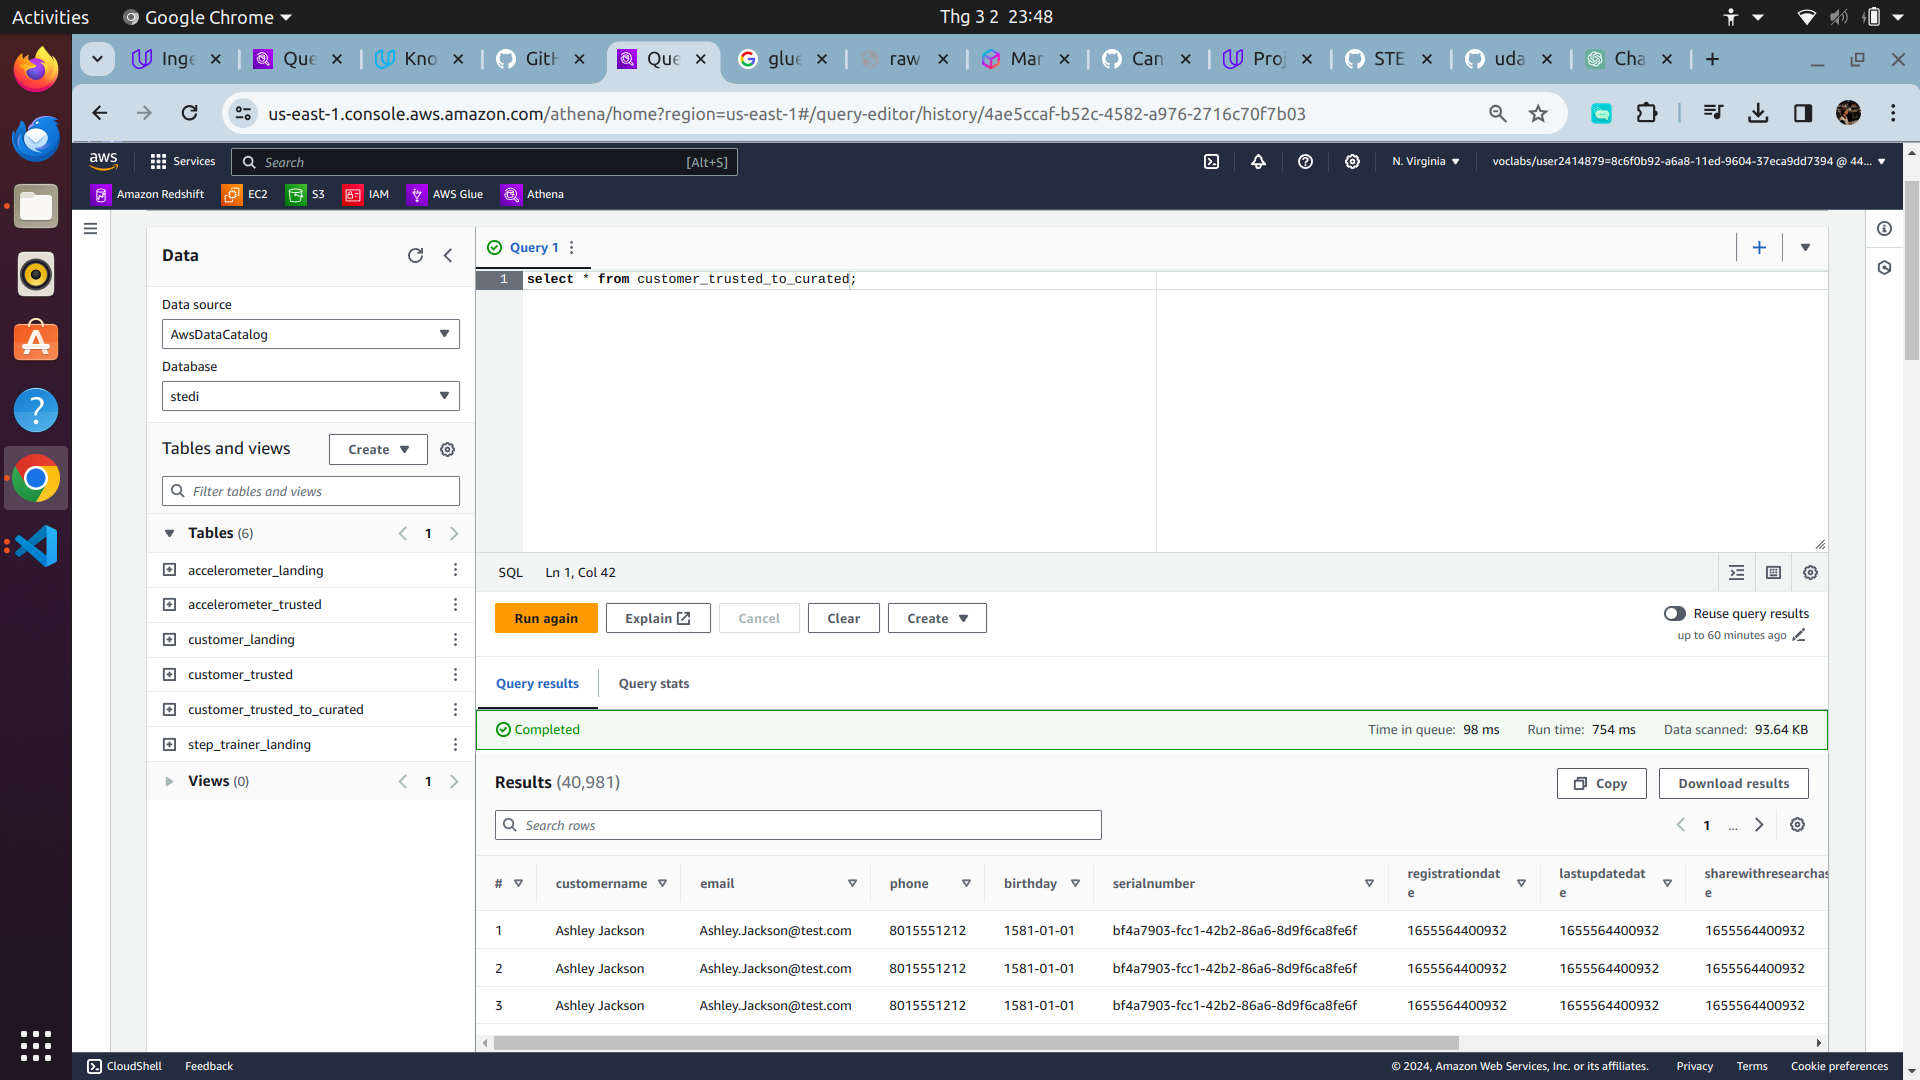 Activities
Google Chrome
Thg 3 2 23:48
Inge
Que
Kno
GitH
Que
glue
raw
Mar
Can
Proj
STE
uda
Cha
us-east-1.console.aws.amazon.com/athena/home?region=us-east-1#/query-editor/history/4ae5ccaf-b52c-4582-a976-2716c70f7b03
aws
Services
Search
[Alt+S]
N. Virginia
voclabs/user2414879=8c6f0b92-a6a8-11ed-9604-37eca9dd7394 @ 44...
Amazon Redshift
EC2
S3
IAM
AWS Glue
Athena
Data
Data source
AwsDataCatalog
Database
stedi
Tables and views
Create
Filter tables and views
Tables (6)
1
accelerometer_landing
accelerometer_trusted
customer_landing
customer_trusted
customer_trusted_to_curated
step_trainer_landing
Views (0)
1
Query 1
1 select * from customer_trusted_to_curated;
SQL
Ln 1, Col 42
Run again
Explain
Cancel
Clear
Create
Reuse query results
up to 60 minutes ago
Query results
Query stats
Completed
Time in queue: 98 ms
Run time: 754 ms
Data scanned: 93.64 KB
Results (40,981)
Copy
Download results
Search rows
1 ...
# customername email phone birthday serialnumber registrationdate lastupdatedate sharewithresearchas e
1 Ashley Jackson Ashley.Jackson@test.com 8015551212 1581-01-01 bf4a7903-fcc1-42b2-86a6-8d9f6ca8fe6f 1655564400932 1655564400932 1655564400932
2 Ashley Jackson Ashley.Jackson@test.com 8015551212 1581-01-01 bf4a7903-fcc1-42b2-86a6-8d9f6ca8fe6f 1655564400932 1655564400932 1655564400932
3 Ashley Jackson Ashley.Jackson@test.com 8015551212 1581-01-01 bf4a7903-fcc1-42b2-86a6-8d9f6ca8fe6f 1655564400932 1655564400932 1655564400932
CloudShell
Feedback
© 2024, Amazon Web Services, Inc. or its affiliates.
Privacy
Terms
Cookie preferences